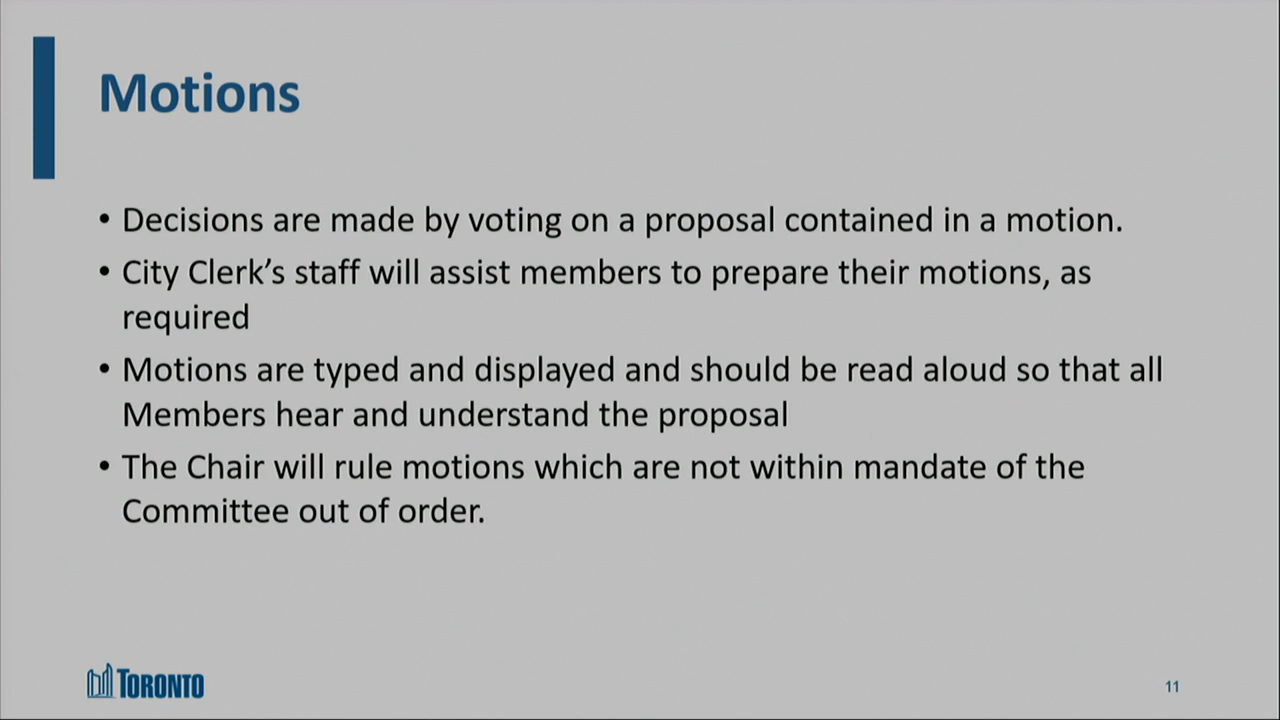 Motions
• Decisions are made by voting on a proposal contained in a motion.
• City Clerk’s staff will assist members to prepare their motions, as
required
• Motions are typed and displayed and should be read aloud so that all
Members hear and understand the proposal
• The Chair will rule motions which are not within mandate of the
Committee out of order.
TORONTO
11